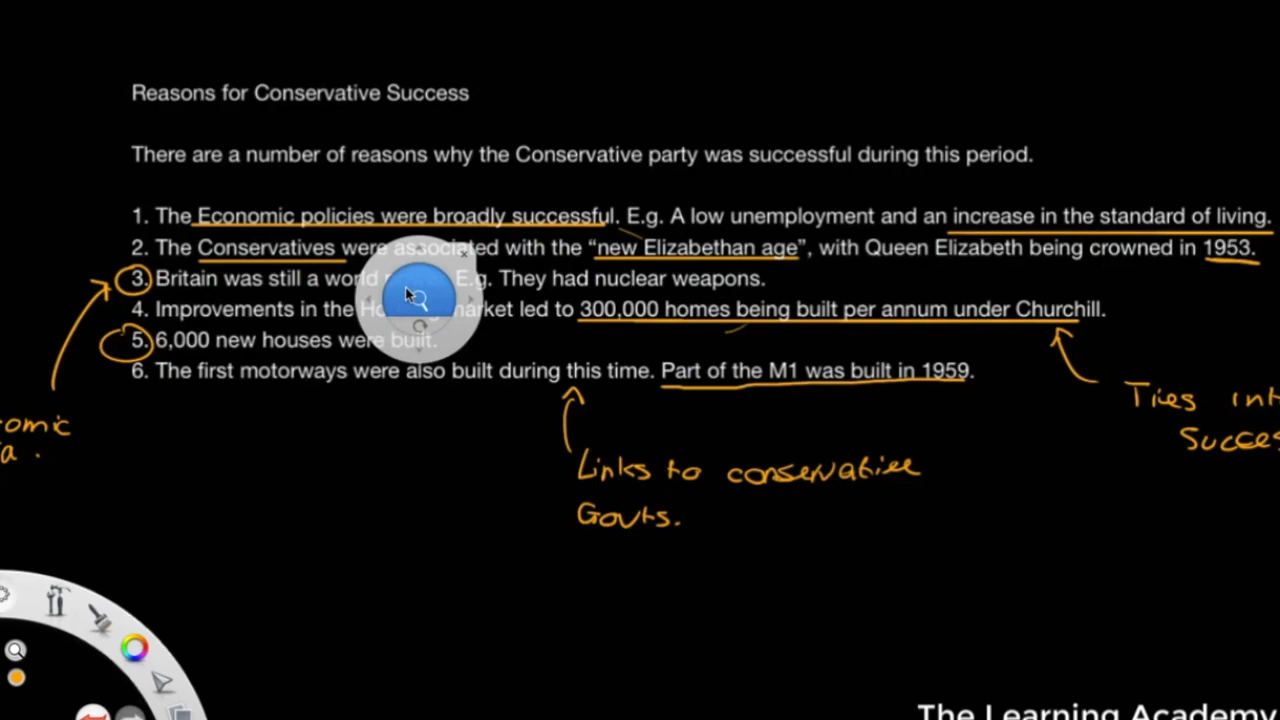 Reasons for Conservative Success
There are a number of reasons why the Conservative party was successful during this period.
1. The Economic policies were broadly successful. E.g. A low unemployment and an increase in the standard of living.
2. The Conservatives were associated with the “new Elizabethan age”, with Queen Elizabeth being crowned in 1953.
3. Britain was still a world E.g. They had nuclear weapons.
4. Improvements in the market led to 300,000 homes being built per annum under Churchill.
5. 6,000 new houses were built.
6. The first motorways were also built during this time. Part of the M1 was built in 1959.
Ties
Links to conservative
Govts.
The Learning Academy